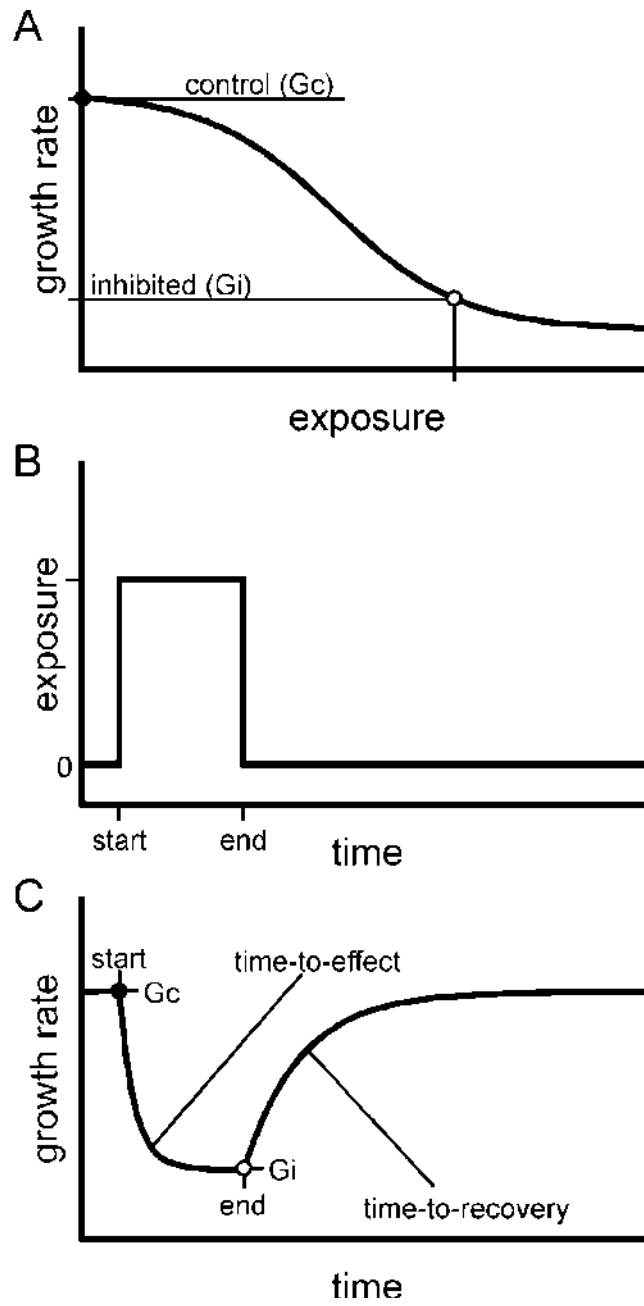 A
control (Gc)
growth rate
inhibited (Gi)
exposure
B
exposure
0
start
end
time
C
start
time-to-effect
Gc
growth rate
Gi
end
time-to-recovery
time